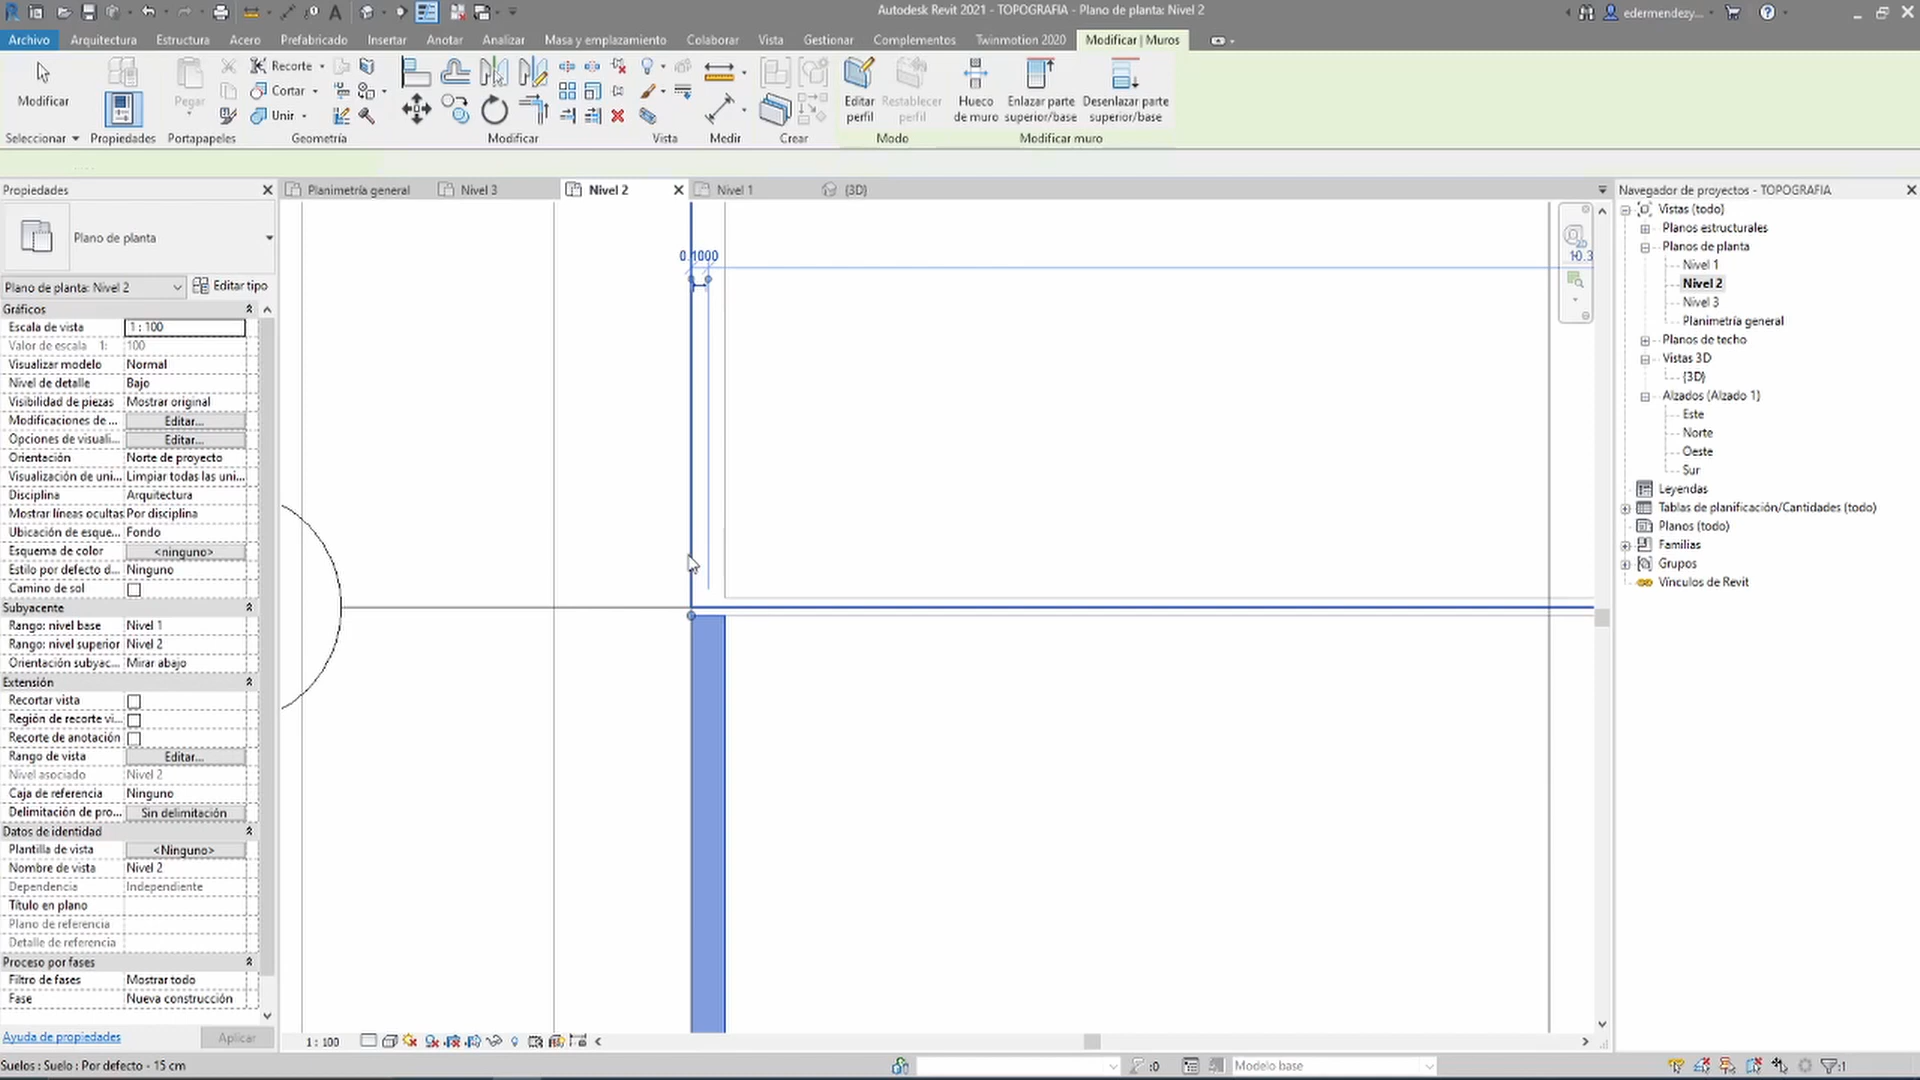 Autodesk Revit 2021 - TOPOGRAFIA - Plano de planta: Nivel 2
edermendezy...
Archivo Arquitectura Estructura Acero Prefabricado Insertar Anotar Analizar Masa y emplazamiento Colaborar Vista Gestionar Complementos Twinmotion 2020 Modificar | Muros
Modificar
Pegar
Recorte
Cortar
Unir
Editar perfil
Restablecer perfil
Hueco de muro
Enlazar parte superior/base
Desenlazar parte superior/base
Seleccionar Propiedades Portapapeles Geometría Modificar Vista Medir Crear Modo Modificar muro
Propiedades
Planimetría general
Nivel 3
Nivel 2
Nivel 1
{3D}
Navegador de proyectos - TOPOGRAFIA
Plano de planta
Plano de planta: Nivel 2
Editar tipo
Gráficos
Escala de vista 1 : 100
Valor de escala 1: 100
Visualizar modelo Normal
Nivel de detalle Bajo
Visibilidad de piezas Mostrar original
Modificaciones de ... Editar...
Opciones de visuali... Editar...
Orientación Norte de proyecto
Visualización de uni... Limpiar todas las uni...
Disciplina Arquitectura
Mostrar líneas ocultas Por disciplina
Ubicación de esque... Fondo
Esquema de color <ninguno>
Estilo por defecto d... Ninguno
Camino de sol
Subyacente
Rango: nivel base Nivel 1
Rango: nivel superior Nivel 2
Orientación subyac... Mirar abajo
Extensión
Recortar vista
Región de recorte vi...
Recorte de anotación
Rango de vista Editar...
Nivel asociado Nivel 2
Caja de referencia Ninguno
Delimitación de pro... Sin delimitación
Datos de identidad
Plantilla de vista <Ninguno>
Nombre de vista Nivel 2
Dependencia Independiente
Título en plano
Plano de referencia
Detalle de referencia
Proceso por fases
Filtro de fases Mostrar todo
Fase Nueva construcción
Ayuda de propiedades
Aplicar
0.1000
2D
10.3
Vistas (todo)
Planos estructurales
Planos de planta
Nivel 1
Nivel 2
Nivel 3
Planimetría general
Planos de techo
Vistas 3D
{3D}
Alzados (Alzado 1)
Este
Norte
Oeste
Sur
Leyendas
Tablas de planificación/Cantidades (todo)
Planos (todo)
Familias
Grupos
Vínculos de Revit
1 : 100
Suelos : Suelo : Por defecto - 15 cm
:0
Modelo base
:1